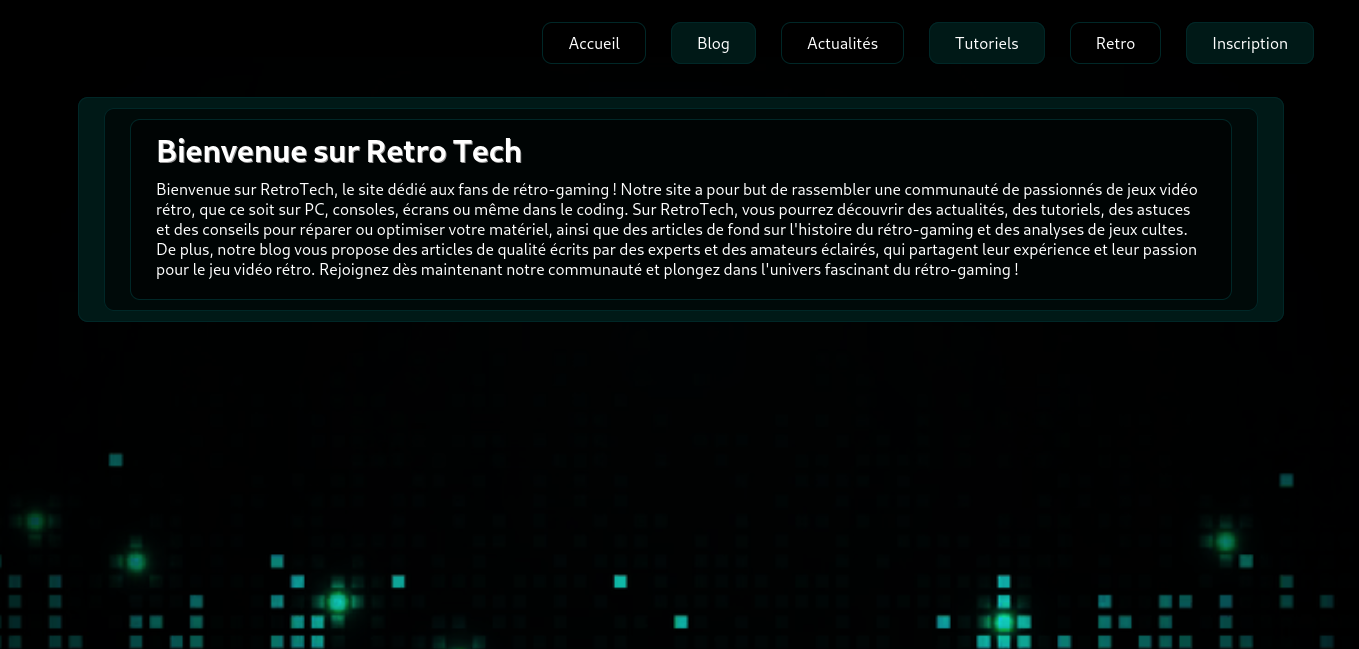 Accueil
Blog
Actualités
Tutoriels
Retro
Inscription
Bienvenue sur Retro Tech
Bienvenue sur RetroTech, le site dédié aux fans de rétro-gaming ! Notre site a pour but de rassembler une communauté de passionnés de jeux vidéo
rétro, que ce soit sur PC, consoles, écrans ou même dans le coding. Sur RetroTech, vous pourrez découvrir des actualités, des tutoriels, des astuces
et des conseils pour réparer ou optimiser votre matériel, ainsi que des articles de fond sur l'histoire du rétro-gaming et des analyses de jeux cultes.
De plus, notre blog vous propose des articles de qualité écrits par des experts et des amateurs éclairés, qui partagent leur expérience et leur passion
pour le jeu vidéo rétro. Rejoignez dès maintenant notre communauté et plongez dans l'univers fascinant du rétro-gaming !